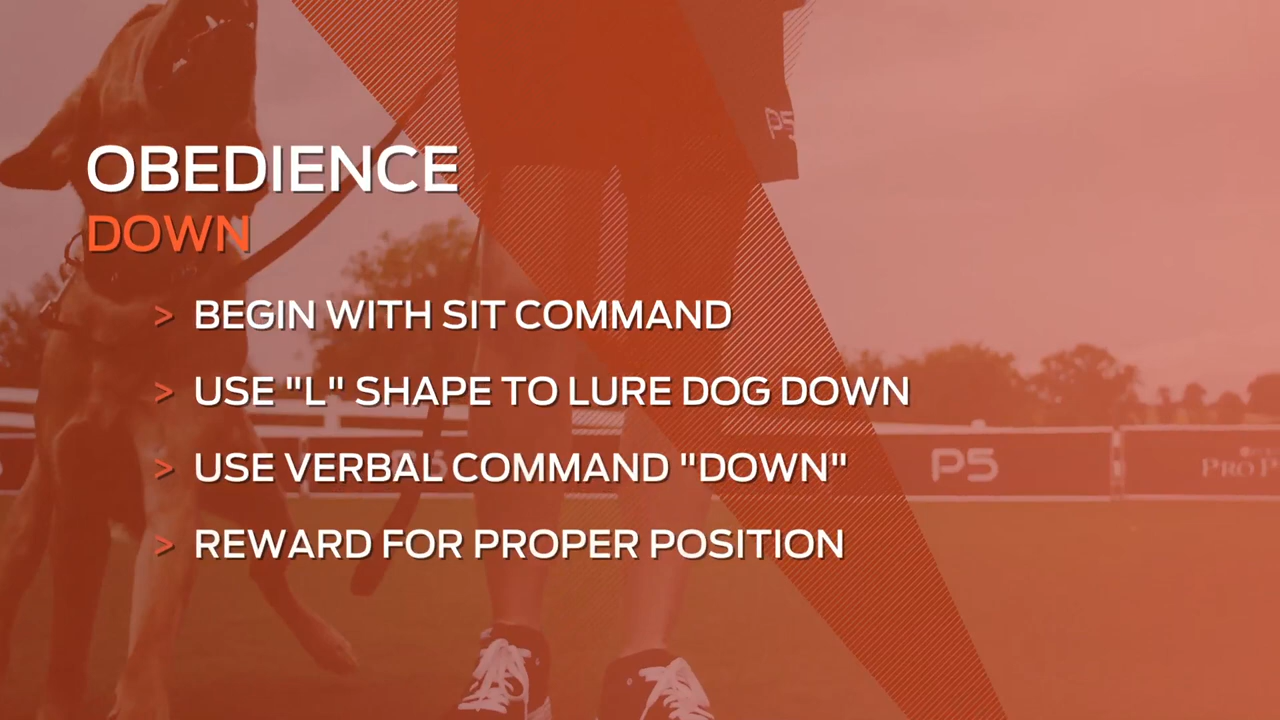 OBEDIENCE
DOWN
> BEGIN WITH SIT COMMAND
> USE "L" SHAPE TO LURE DOG DOWN
> USE VERBAL COMMAND "DOWN"
> REWARD FOR PROPER POSITION
P5
P5
PRO P